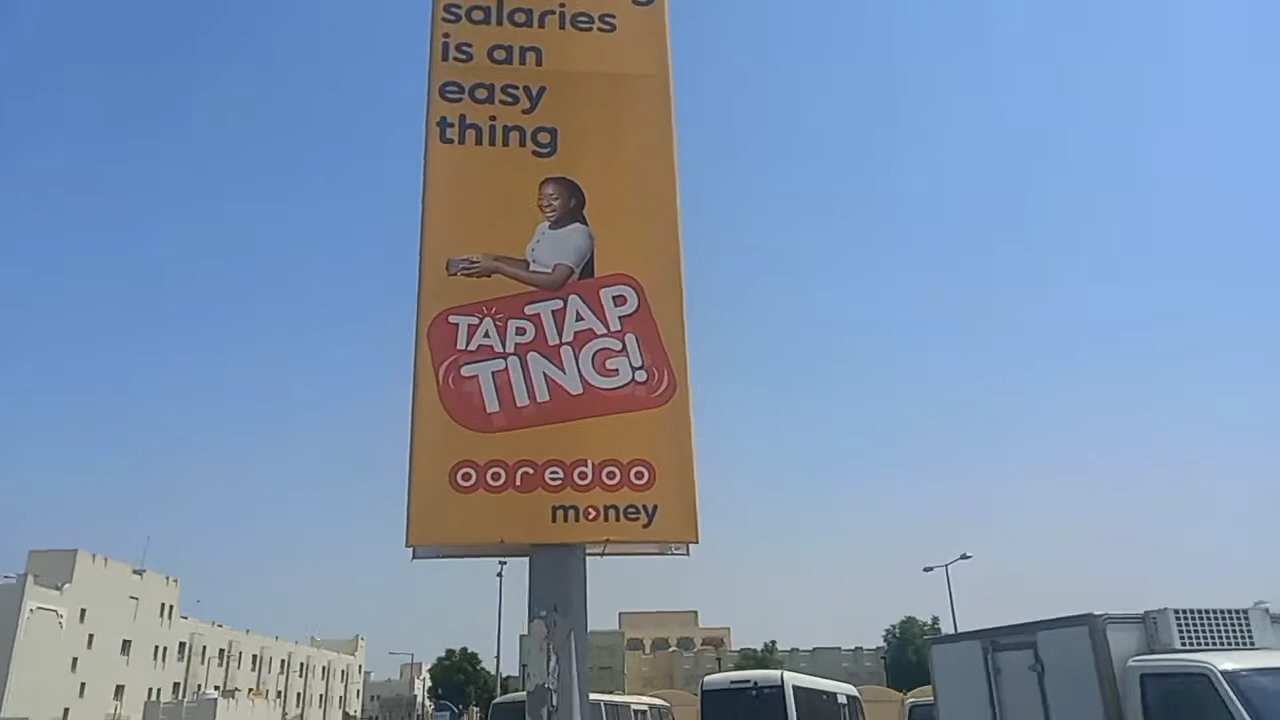 salaries
is an
easy
thing
TAP TAP
TING!
ooredoo
money